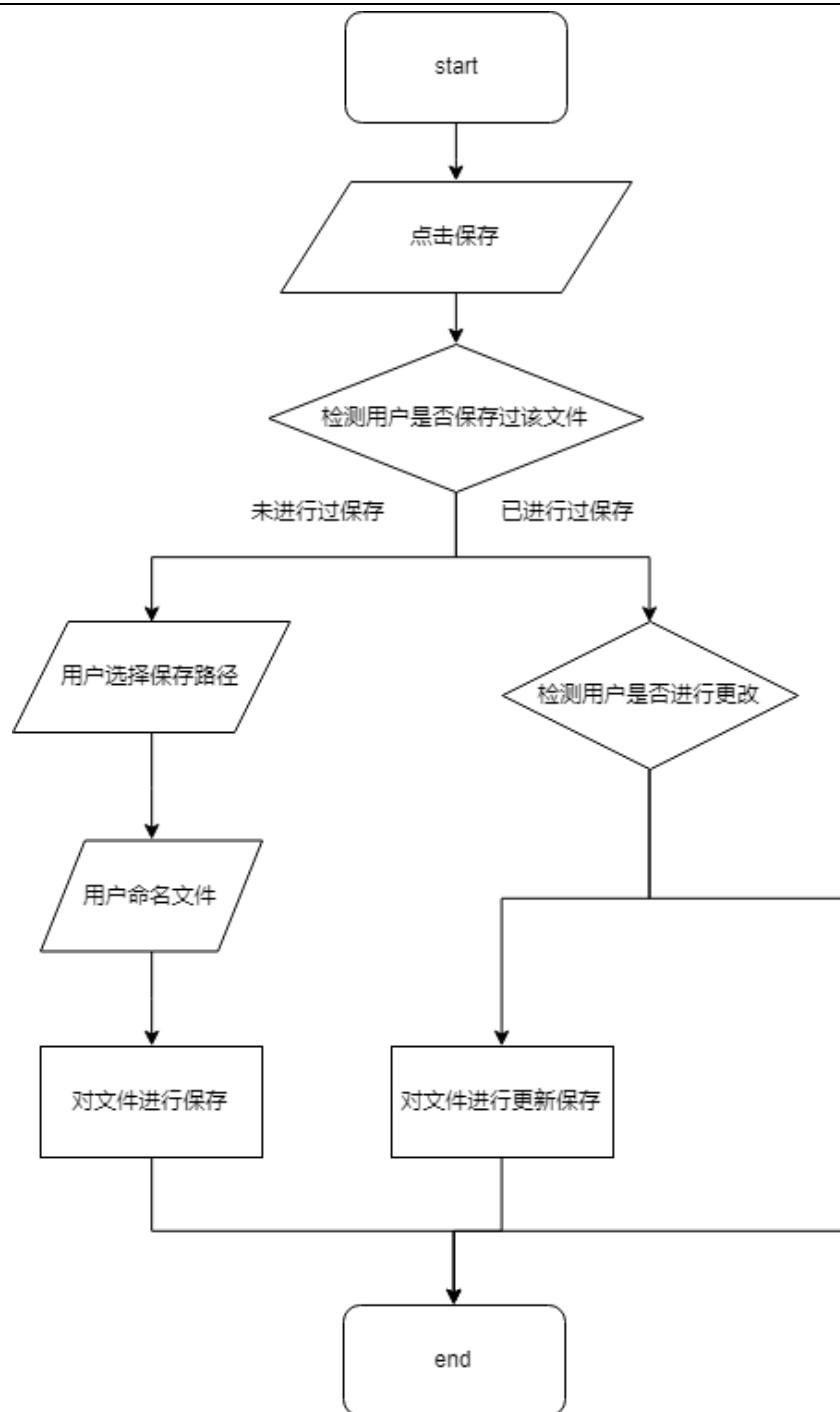 start
点击保存
检测用户是否保存过该文件
未进行过保存
已进行过保存
用户选择保存路径
检测用户是否进行更改
用户命名文件
对文件进行保存
对文件进行更新保存
end